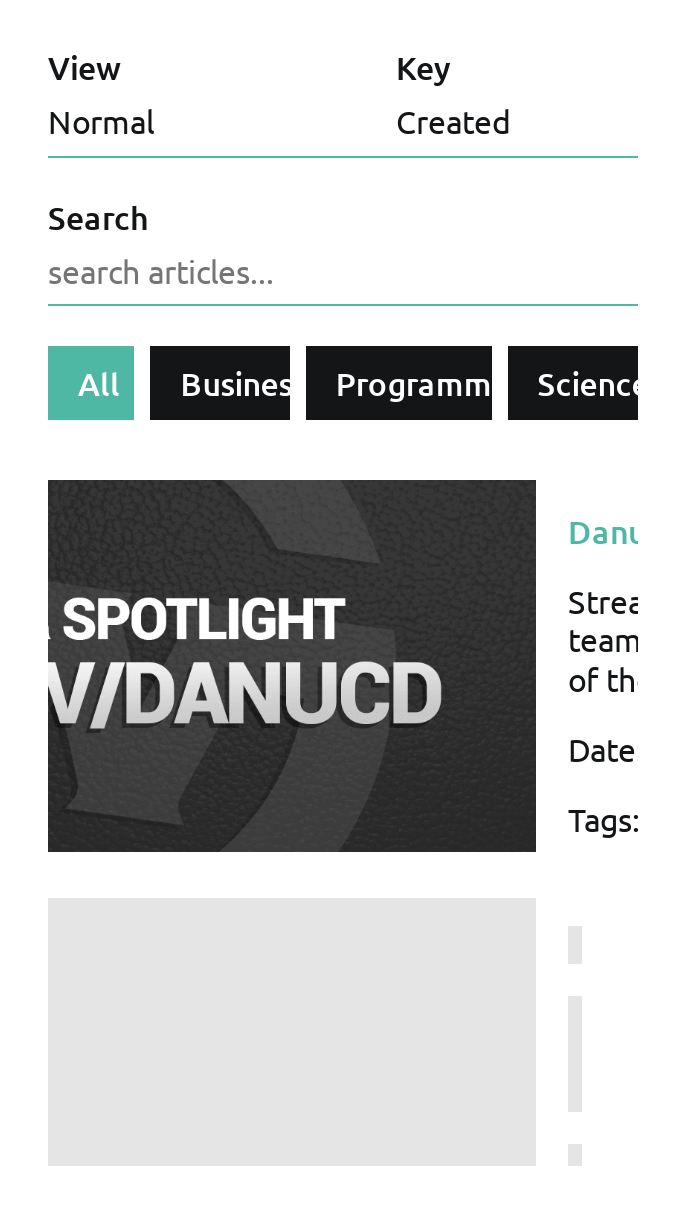 View
Key
Normal
Created
Search
search articles...
All
Busines
Programm
Science
SPOTLIGHT
V/DANUCD
Danu
Strea
team
of the
Date
Tags: